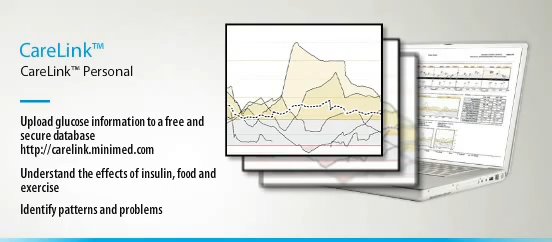 CareLink™
CareLink™ Personal
Upload glucose information to a free and
secure database
http://carelink.minimed.com
Understand the effects of insulin, food and
exercise
Identify patterns and problems